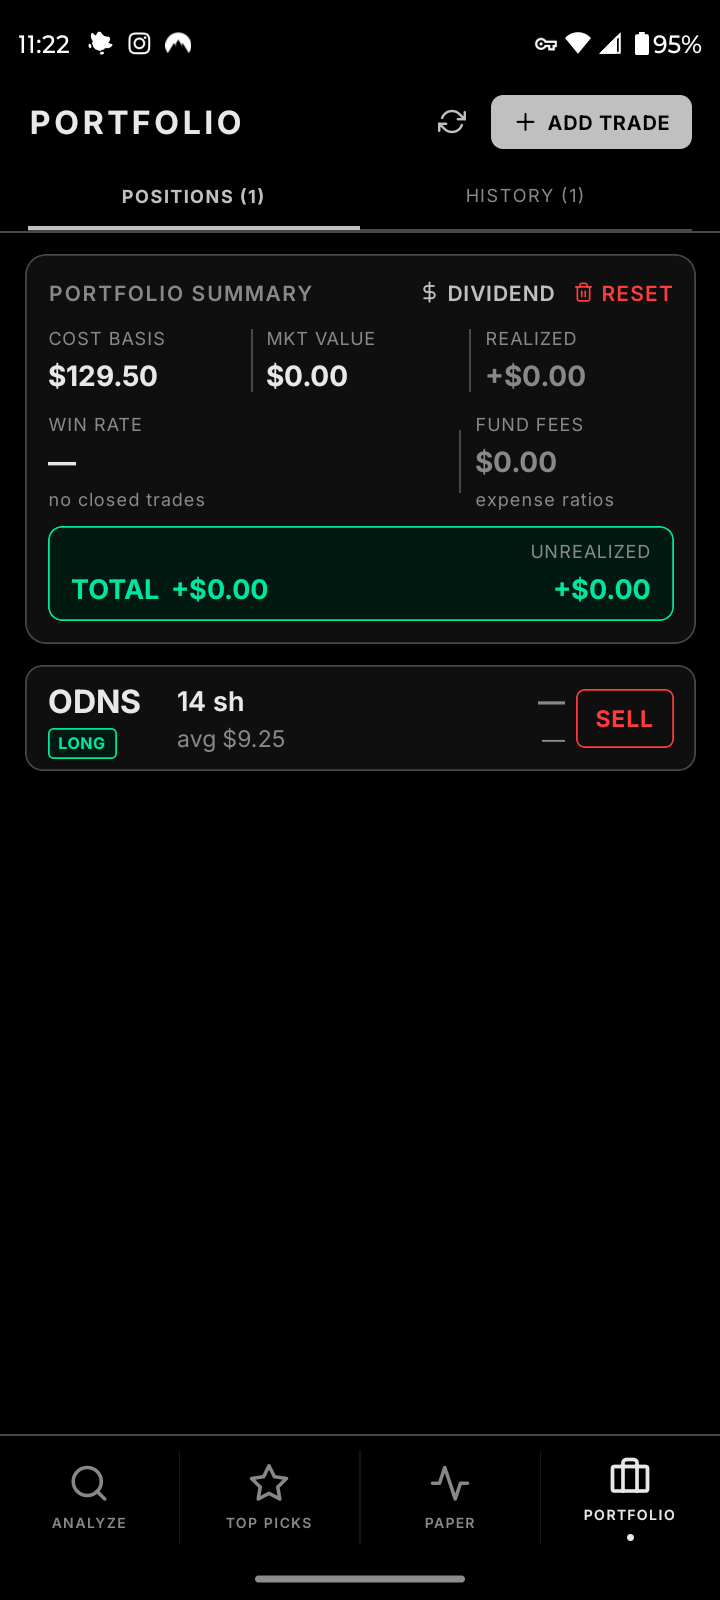 11:22 95%
PORTFOLIO
+ ADD TRADE
POSITIONS (1) HISTORY (1)
PORTFOLIO SUMMARY $ DIVIDEND RESET
COST BASIS MKT VALUE REALIZED
$129.50 $0.00 +$0.00
WIN RATE FUND FEES
— $0.00
no closed trades expense ratios
UNREALIZED
TOTAL +$0.00 +$0.00
ODNS 14 sh — SELL
LONG avg $9.25 —
ANALYZE TOP PICKS PAPER PORTFOLIO